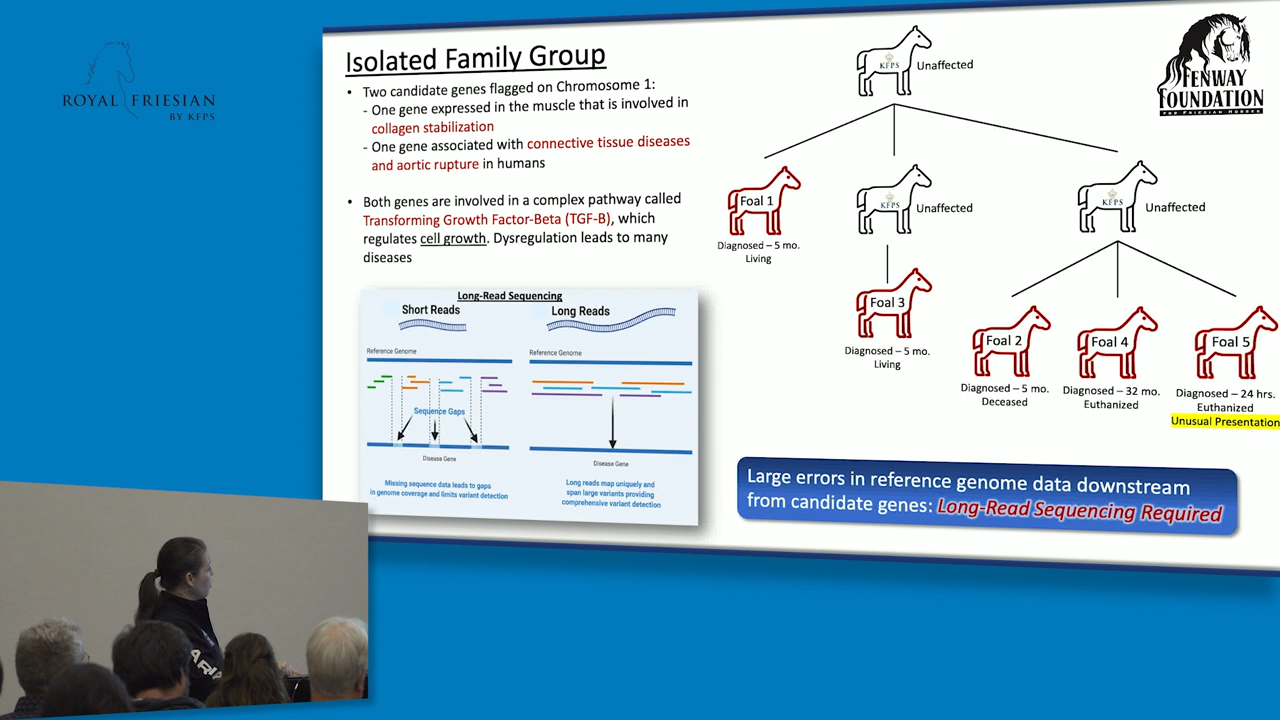 ROYAL FRIESIAN
BY KFPS
Isolated Family Group
• Two candidate genes flagged on Chromosome 1:
- One gene expressed in the muscle that is involved in
collagen stabilization
- One gene associated with connective tissue diseases
and aortic rupture in humans
• Both genes are involved in a complex pathway called
Transforming Growth Factor-Beta (TGF-B), which
regulates cell growth. Dysregulation leads to many
diseases
Long-Read Sequencing
Short Reads
Reference Genome
Sequence Gaps
Disease Gene
Missing sequence data leads to gaps
in genome coverage and limits variant detection
Long Reads
Reference Genome
Disease Gene
Long reads map uniquely and
span large variants providing
comprehensive variant detection
KFPS
Unaffected
FENWAY
FOUNDATION
FOR FRIESIAN HORSES
Foal 1
Diagnosed – 5 mo.
Living
KFPS
Unaffected
KFPS
Unaffected
Foal 3
Diagnosed – 5 mo.
Living
Foal 2
Diagnosed – 5 mo.
Deceased
Foal 4
Diagnosed – 32 mo.
Euthanized
Foal 5
Diagnosed – 24 hrs.
Euthanized
Unusual Presentation
Large errors in reference genome data downstream
from candidate genes: Long-Read Sequencing Required